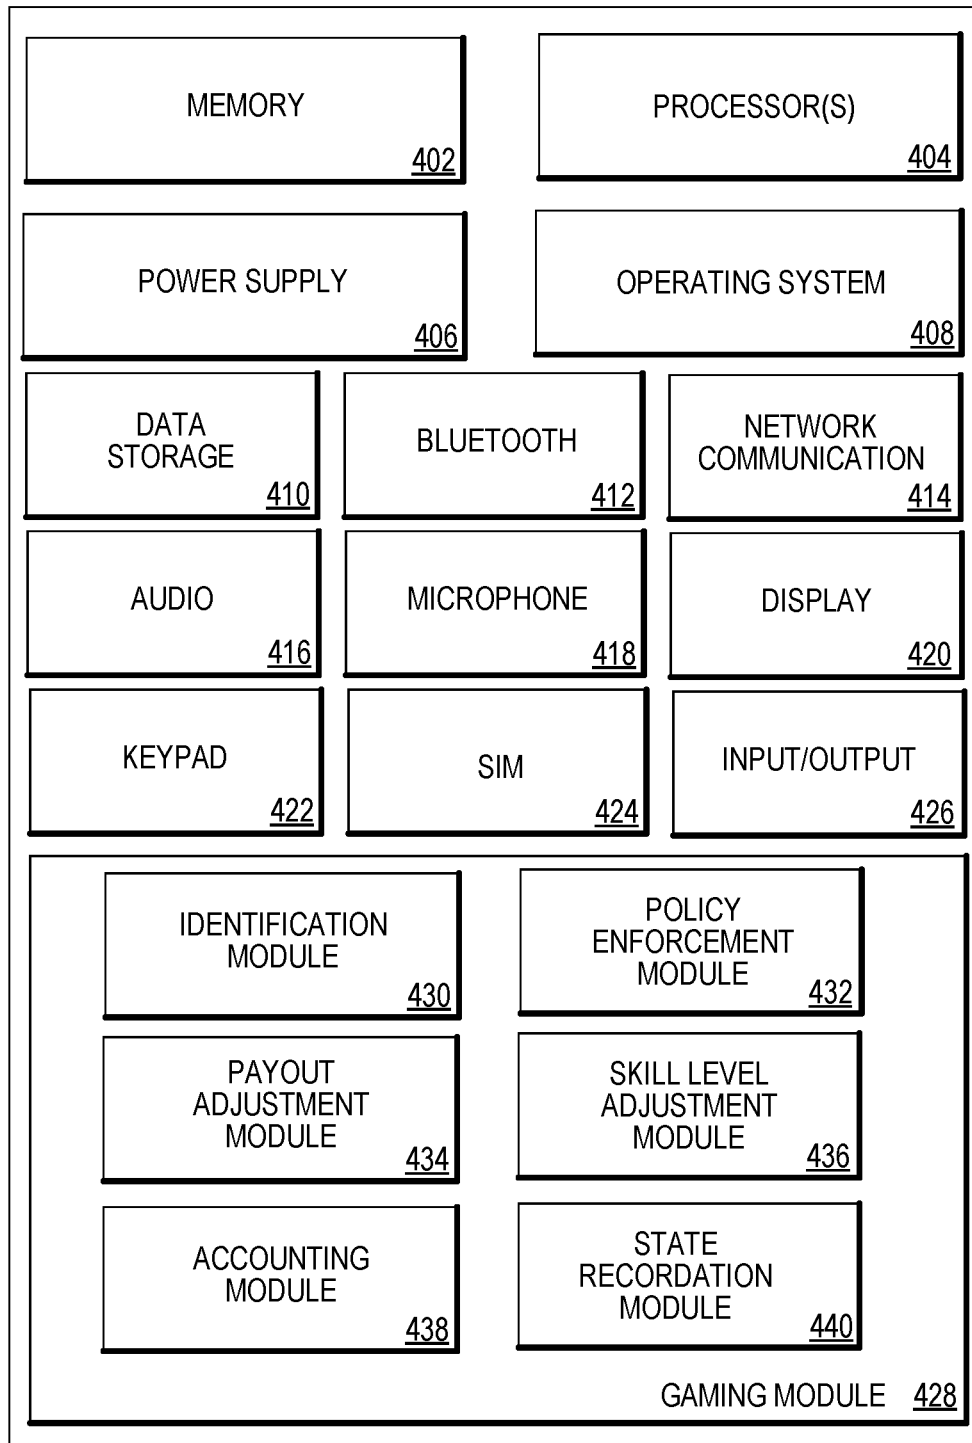 MEMORY
402
PROCESSOR(S)
404
POWER SUPPLY
406
OPERATING SYSTEM
408
DATA
STORAGE
410
BLUETOOTH
412
NETWORK
COMMUNICATION
414
AUDIO
416
MICROPHONE
418
DISPLAY
420
KEYPAD
422
SIM
424
INPUT/OUTPUT
426
IDENTIFICATION
MODULE
430
POLICY
ENFORCEMENT
MODULE
432
PAYOUT
ADJUSTMENT
MODULE
434
SKILL LEVEL
ADJUSTMENT
MODULE
436
ACCOUNTING
MODULE
438
STATE
RECORDATION
MODULE
440
GAMING MODULE 428